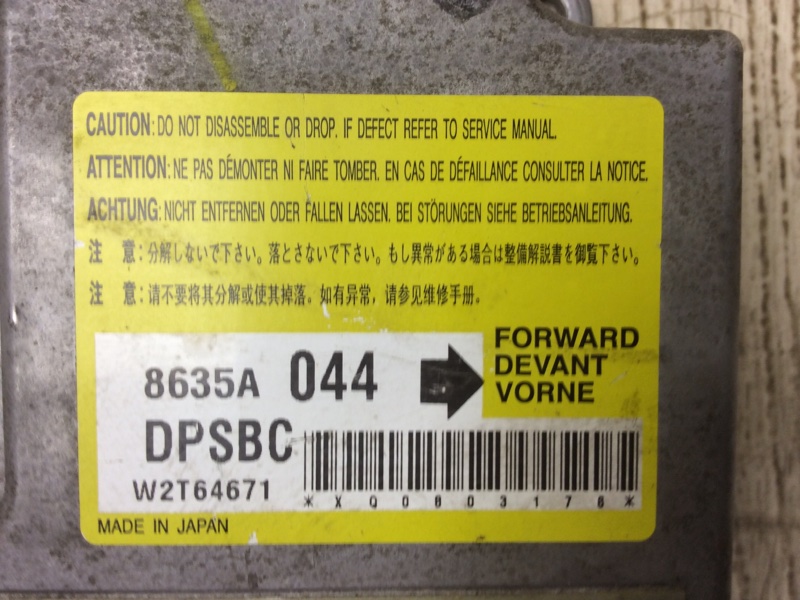 CAUTION: DO NOT DISASSEMBLE OR DROP. IF DEFECT REFER TO SERVICE MANUAL.
ATTENTION: NE PAS DÉMONTER NI FAIRE TOMBER. EN CAS DE DÉFAILLANCE CONSULTER LA NOTICE.
ACHTUNG: NICHT ENTFERNEN ODER FALLEN LASSEN. BEI STÖRUNGEN SIEHE BETRIEBSANLEITUNG.
注 意: 分解しないで下さい。落とさないで下さい。もし異常がある場合は整備解説書を御覧下さい。
注 意: 请不要将其分解或使其掉落。如有异常，请参见维修手册。
FORWARD
DEVANT
VORNE
8635A 044
DPSBC
W2T64671
*XQ0803176*
MADE IN JAPAN